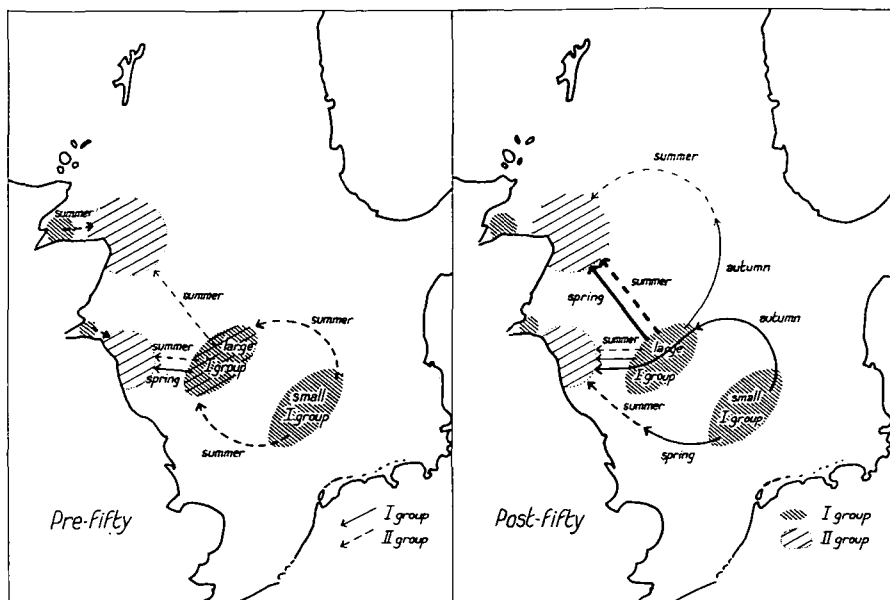 summer
summer
summer
summer
spring
large
I-group
summer
small
I-group
summer
Pre-fifty
I group
II group
summer
autumn
summer
spring
autumn
summer
large
I-group
small
I-group
summer
spring
Post-fifty
I group
II group